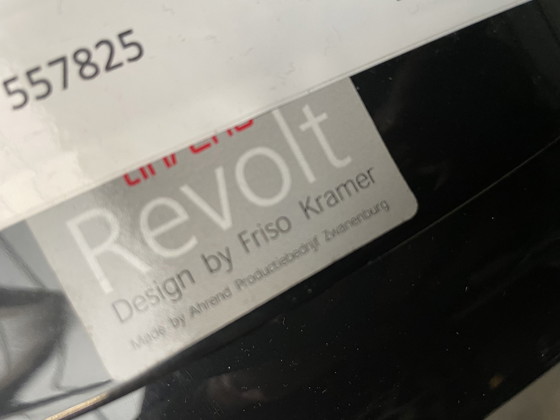 557825
Revolt
Design by Friso Kramer
Made by Ahrend Productiebedrijf Zwanenburg